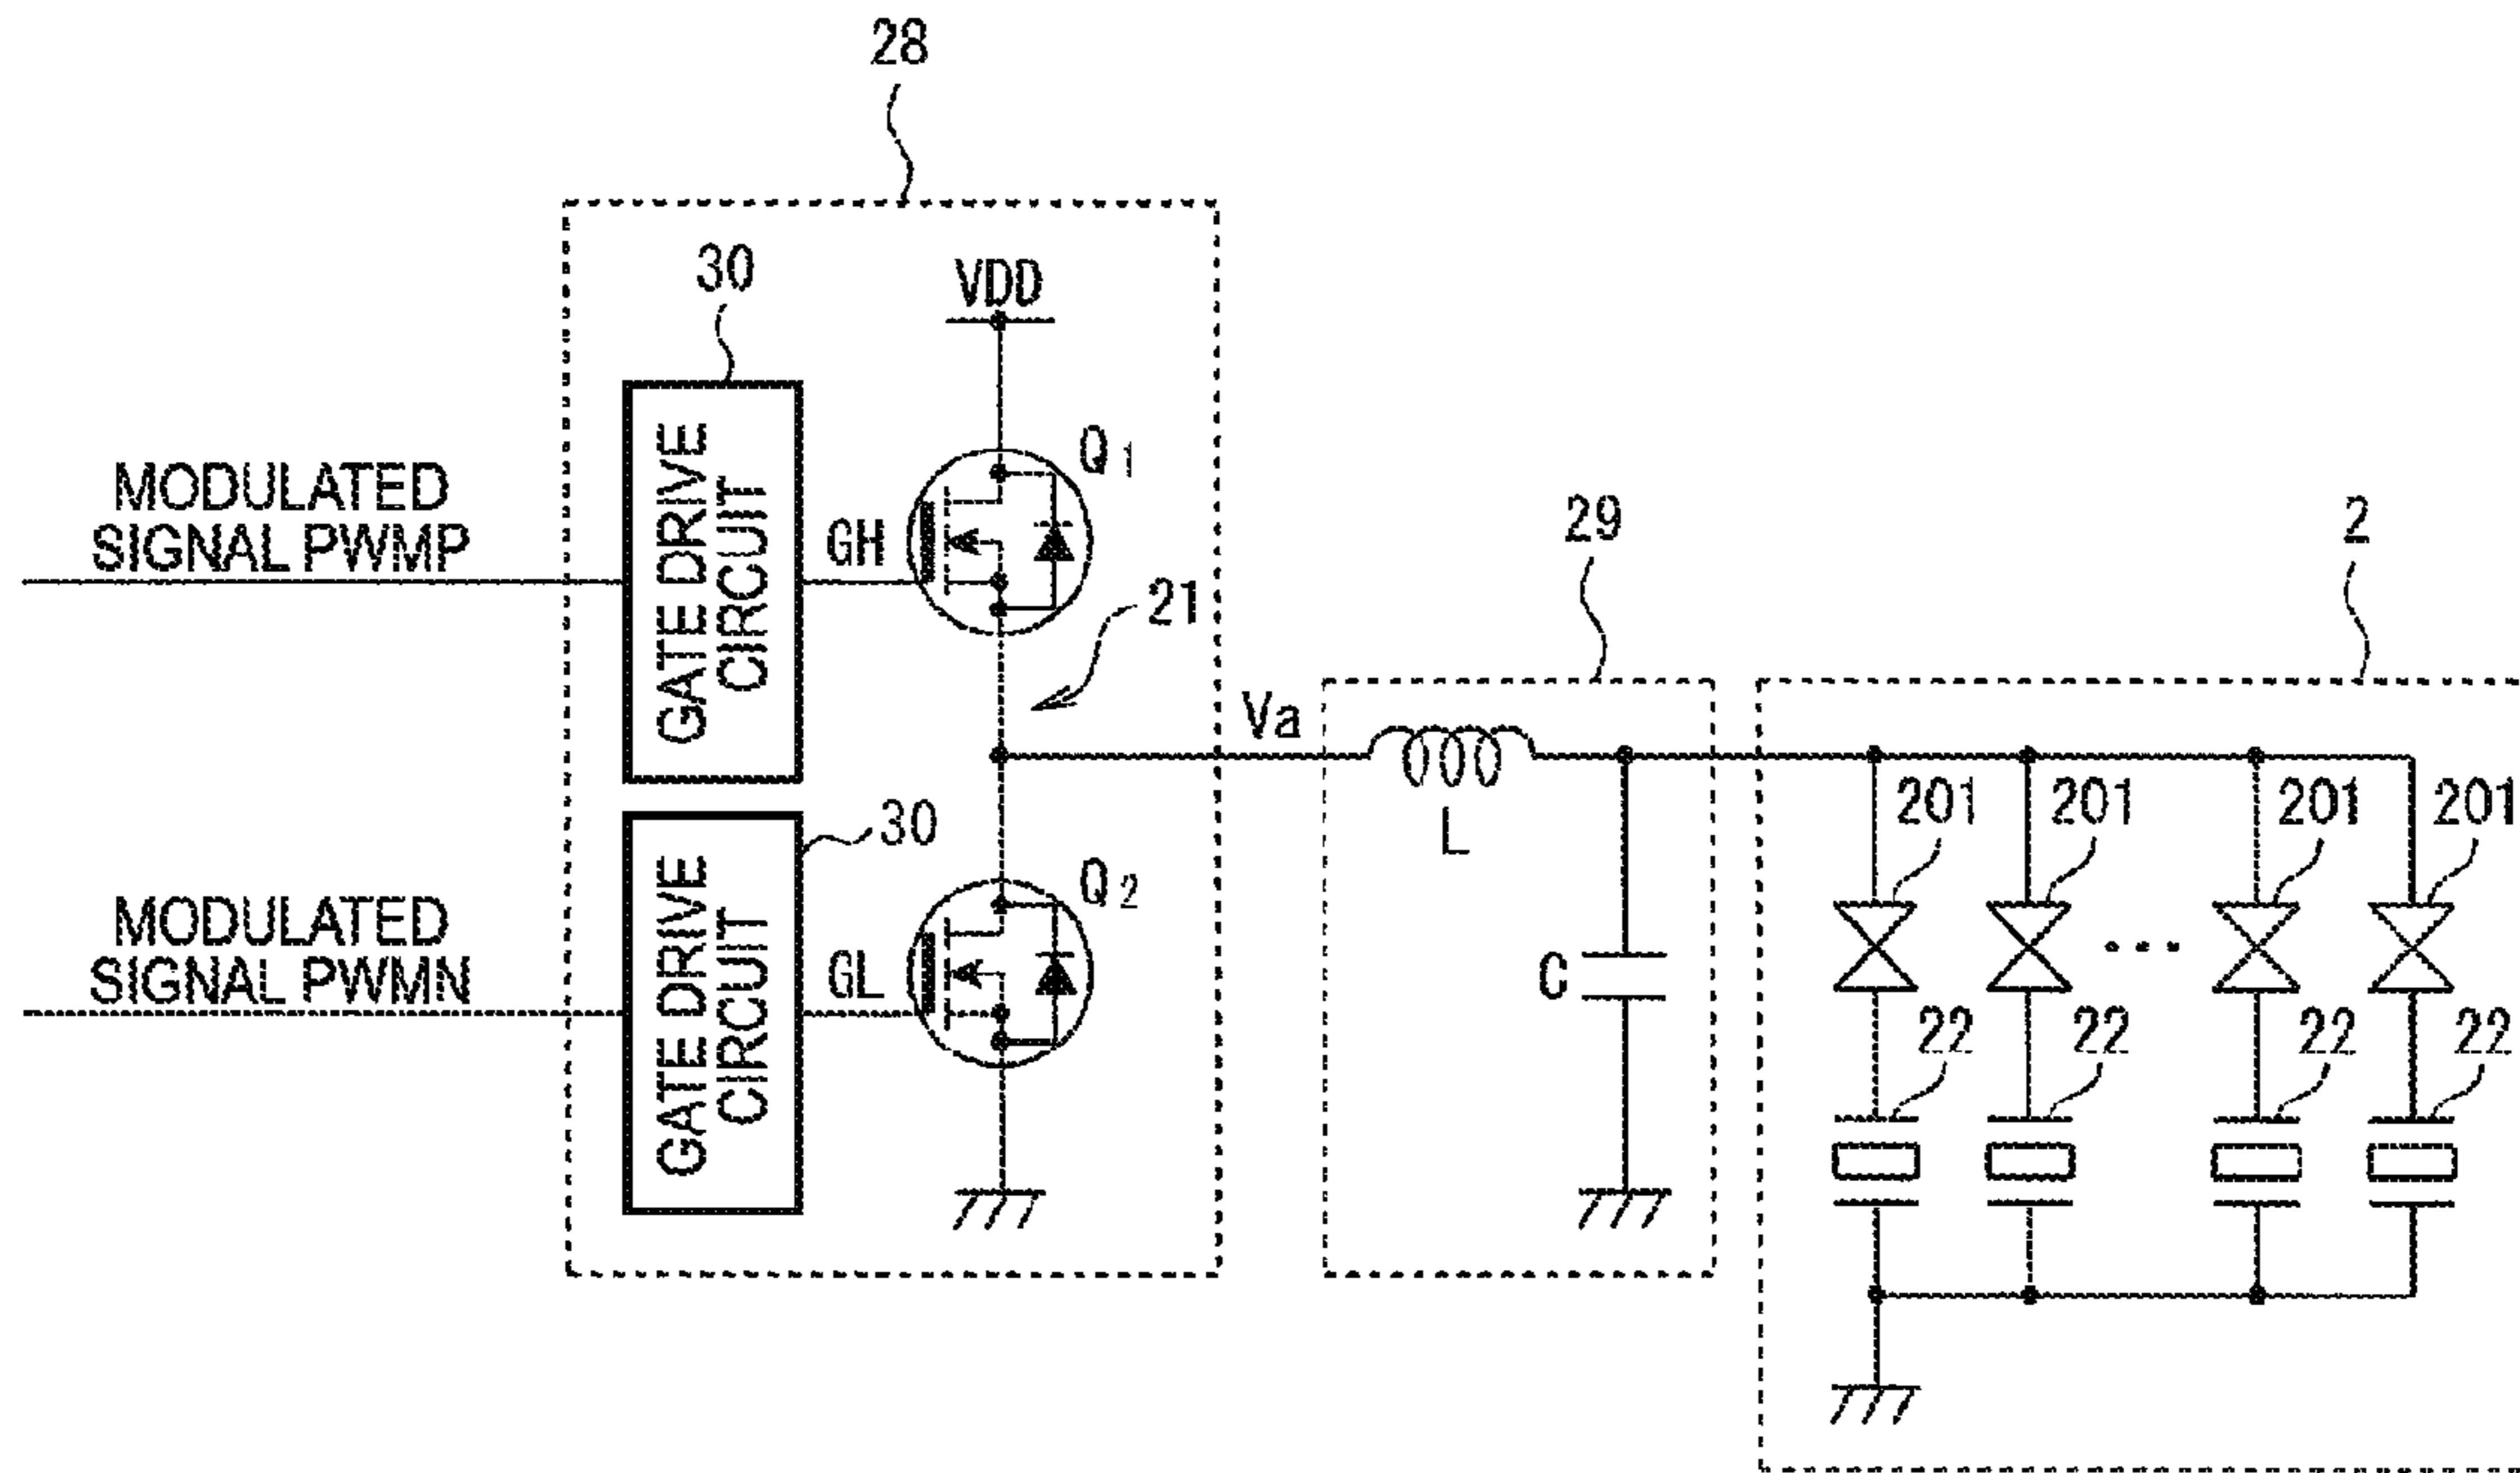 28
30
VDD
Q1
GATE DRIVE
CIRCUIT
MODULATED
SIGNAL PWMP
GH
21
29
2
Va
L
30
GATE DRIVE
CIRCUIT
Q2
MODULATED
SIGNAL PWMN
GL
C
201
201
201
201
...
22
22
22
22